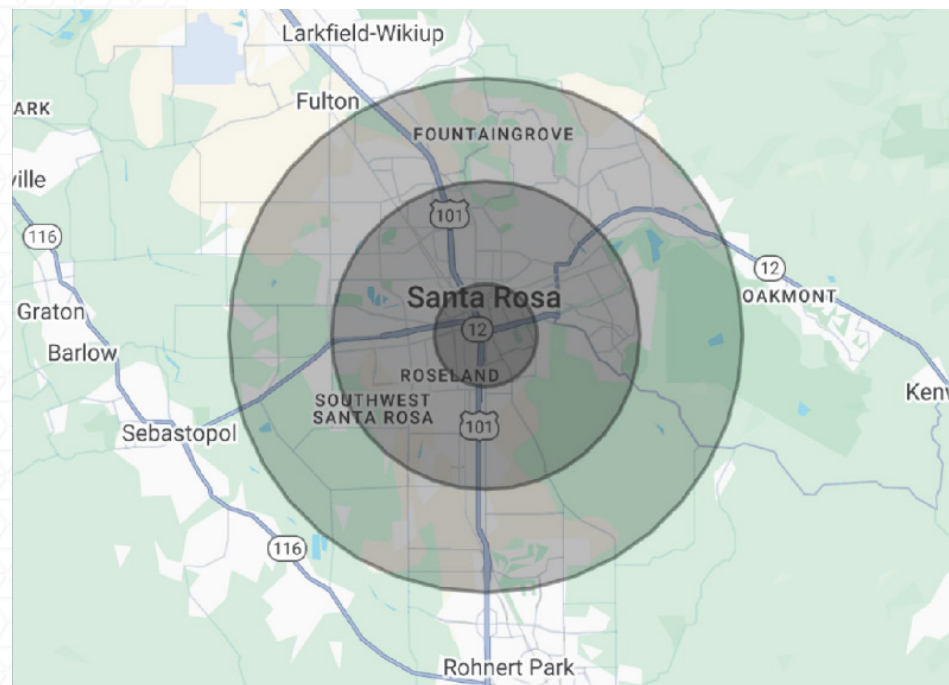 Larkfield-Wikiup
Fulton
ARK
FOUNTAINGROVE
ville
101
116
12
Santa Rosa
OAKMONT
Graton
12
Barlow
ROSELAND
Kenw
SOUTHWEST
SANTA ROSA
101
Sebastopol
116
Rohnert Park